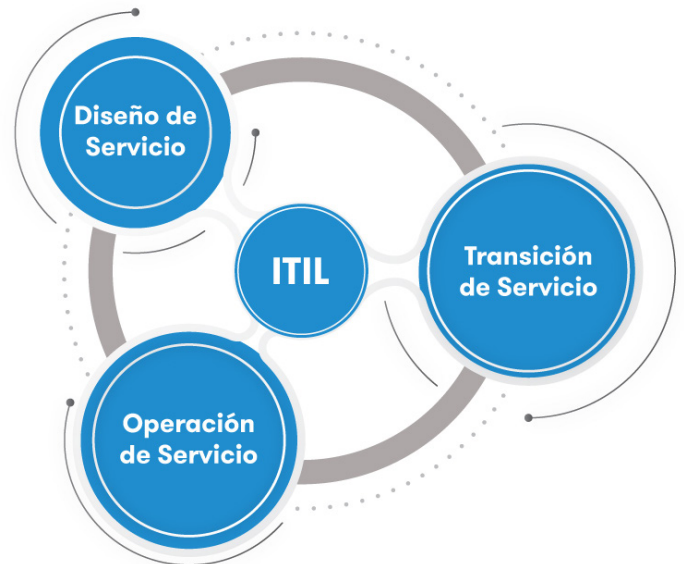 Diseño de
Servicio
ITIL
Transición
de Servicio
Operación
de Servicio